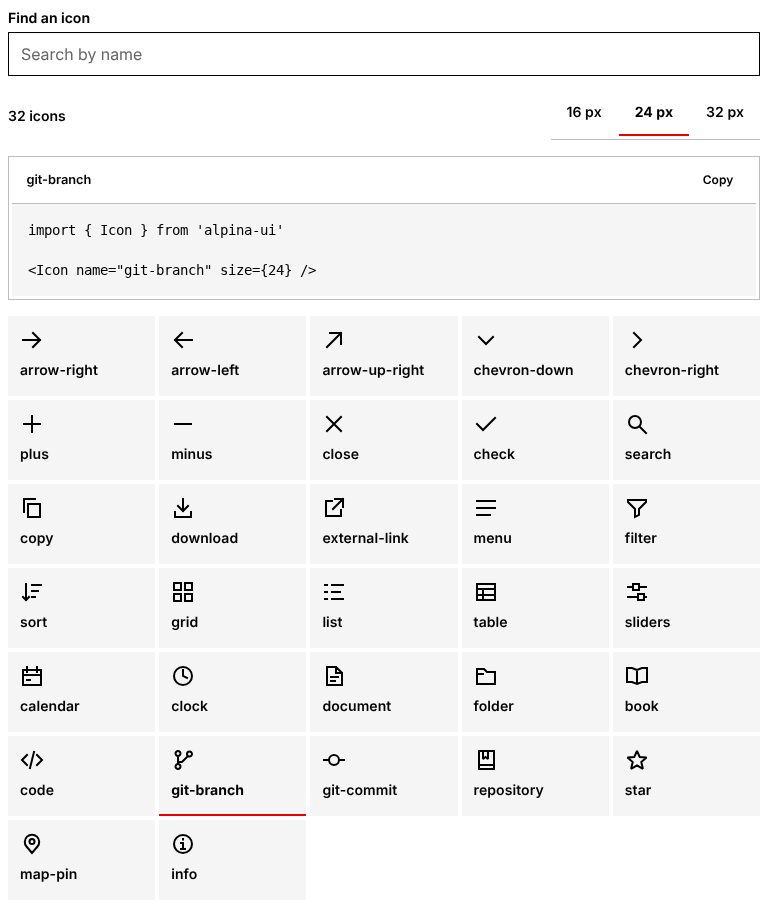 Find an icon
Search by name
32 icons
16 px 24 px 32 px
git-branch Copy
import { Icon } from 'alpina-ui'
<Icon name="git-branch" size={24} />
arrow-right arrow-left arrow-up-right chevron-down chevron-right
plus minus close check search
copy download external-link menu filter
sort grid list table sliders
calendar clock document folder book
code git-branch git-commit repository star
map-pin info